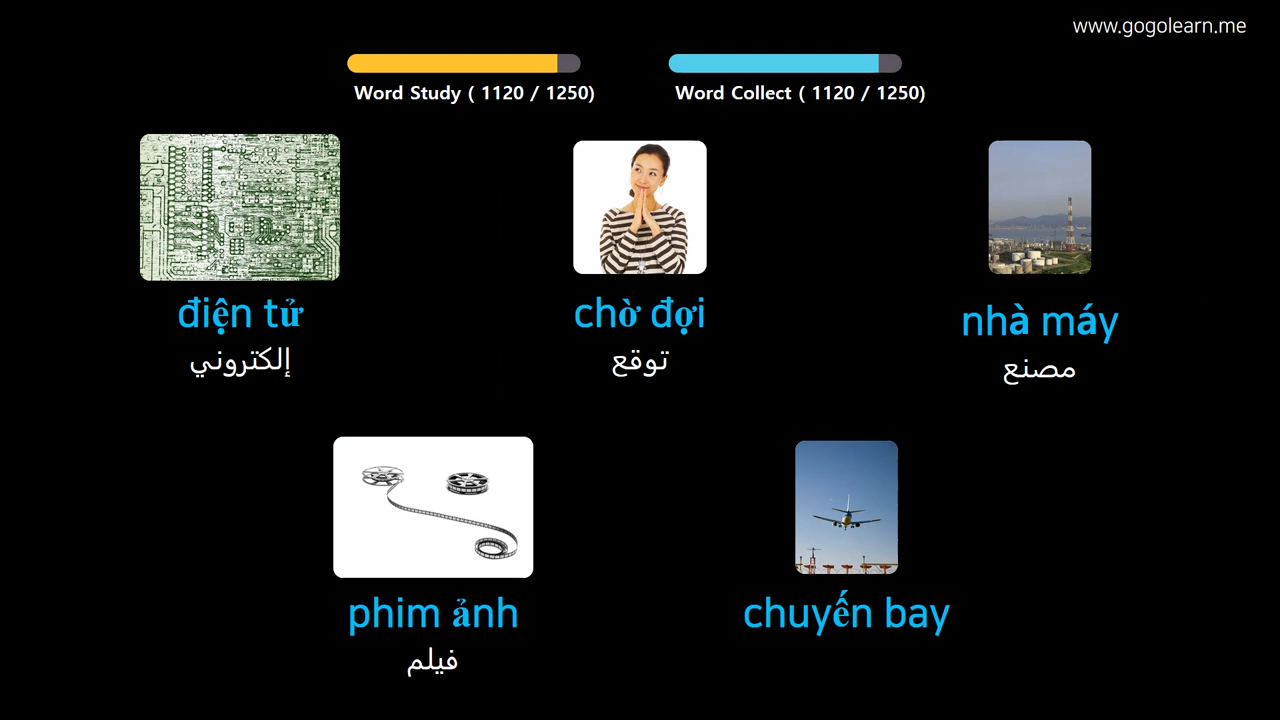 www.gogolearn.me
Word Study ( 1120 / 1250)
Word Collect ( 1120 / 1250)
điện tử
إلكتروني
chờ đợi
توقع
nhà máy
مصنع
phim ảnh
فيلم
chuyến bay